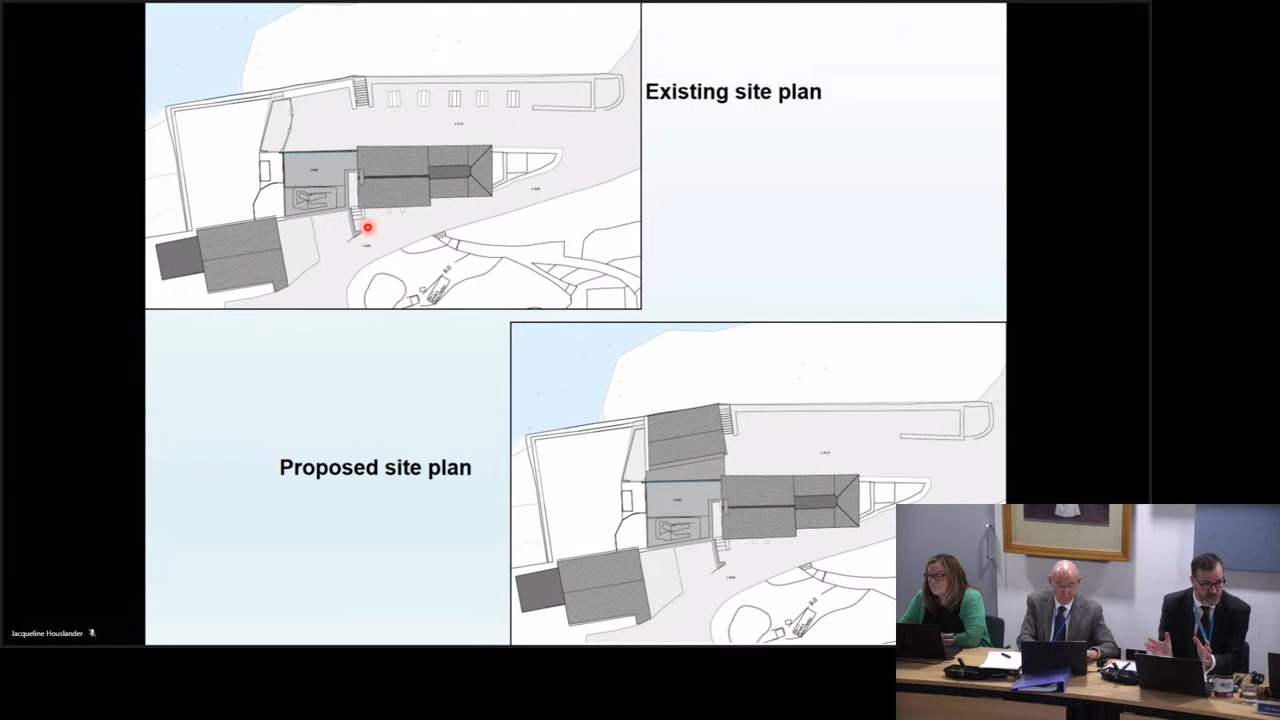 Existing site plan
Proposed site plan
Jacqueline Houslander